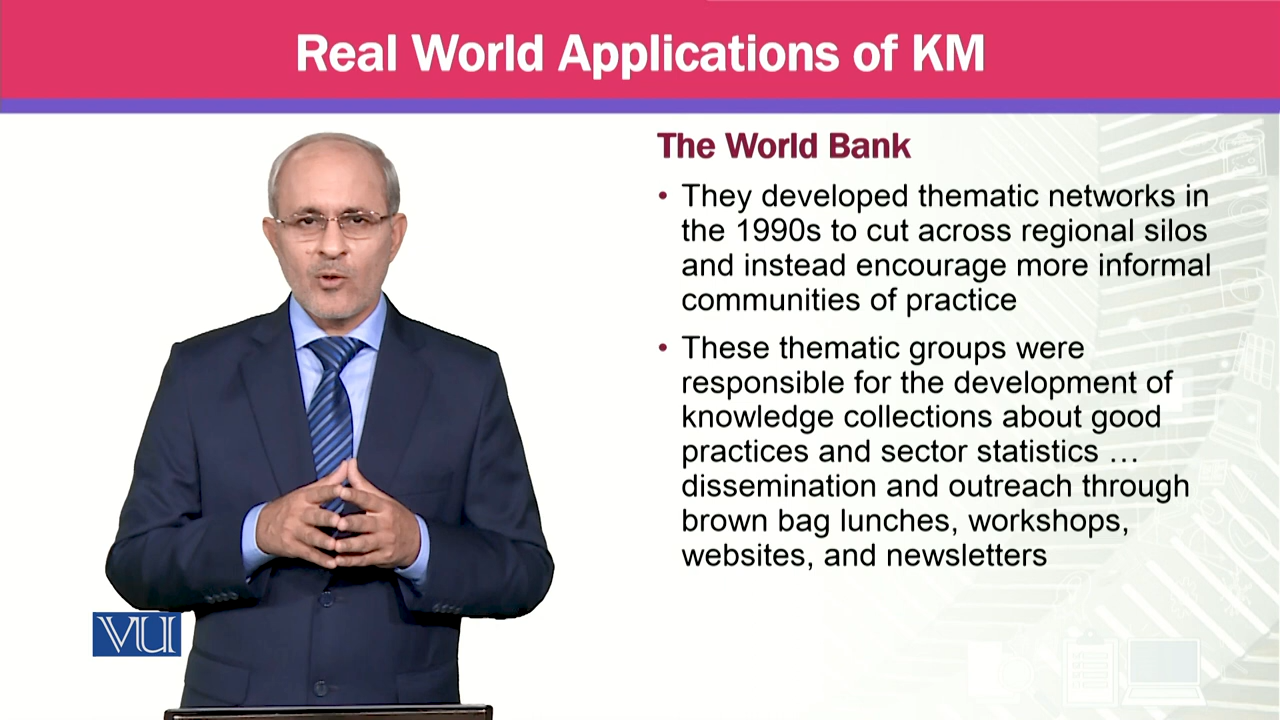 Real World Applications of KM
The World Bank
• They developed thematic networks in
the 1990s to cut across regional silos
and instead encourage more informal
communities of practice
• These thematic groups were
responsible for the development of
knowledge collections about good
practices and sector statistics …
dissemination and outreach through
brown bag lunches, workshops,
websites, and newsletters
VU